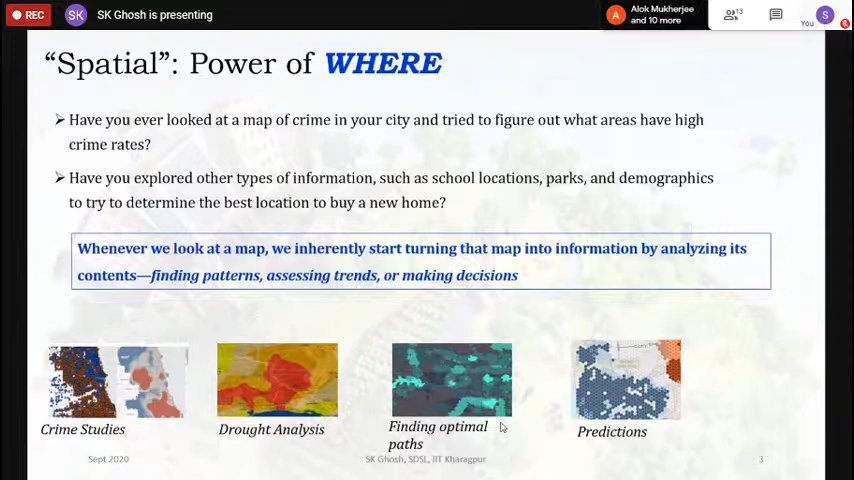 REC
SK
SK Ghosh is presenting
A
Alok Mukherjee
and 10 more
13
You
S
“Spatial”: Power of WHERE
➢ Have you ever looked at a map of crime in your city and tried to figure out what areas have high
crime rates?
➢ Have you explored other types of information, such as school locations, parks, and demographics
to try to determine the best location to buy a new home?
Whenever we look at a map, we inherently start turning that map into information by analyzing its
contents—finding patterns, assessing trends, or making decisions
Crime Studies
Drought Analysis
Finding optimal
paths
Predictions
Sept 2020
SK Ghosh, SDSL, IIT Kharagpur
3